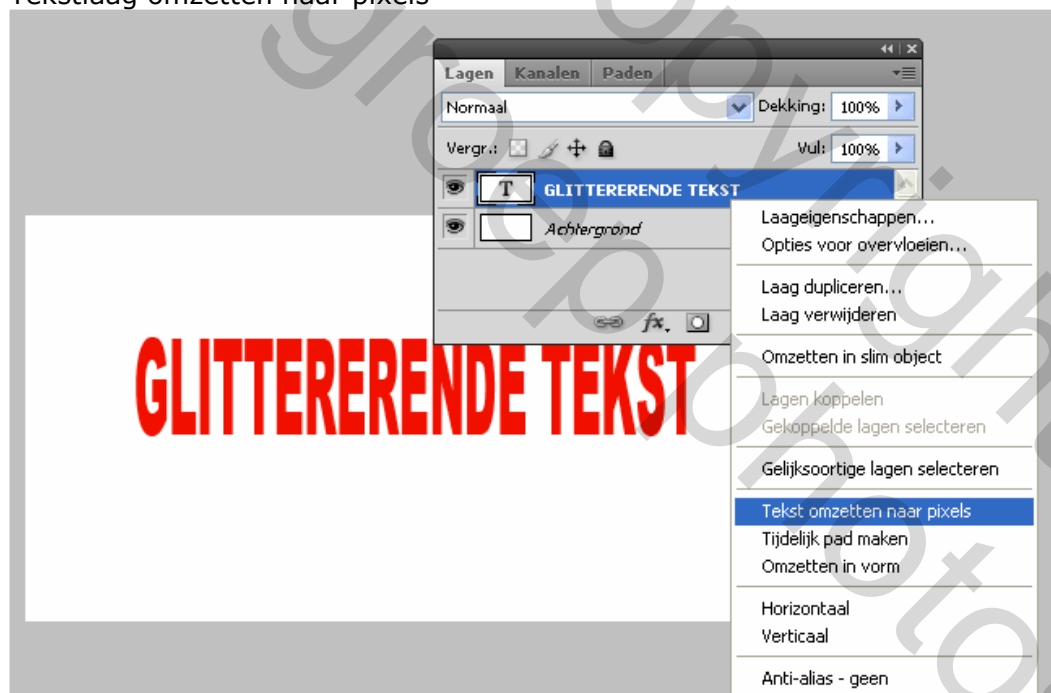 Tekstlaag omzetten naar pixels
Lagen Kanalen Paden
Normaal Dekking: 100%
Vergr.: Vul: 100%
T GLITTERERENDE TEKST
Achtergrond
fx.
GLITTERERENDE TEKST
Laageigenschappen...
Opties voor overvloeien...
Laag dupliceren...
Laag verwijderen
Omzetten in slim object
Lagen koppelen
Gekoppelde lagen selecteren
Gelijksoortige lagen selecteren
Tekst omzetten naar pixels
Tijdelijk pad maken
Omzetten in vorm
Horizontaal
Verticaal
Anti-alias - geen